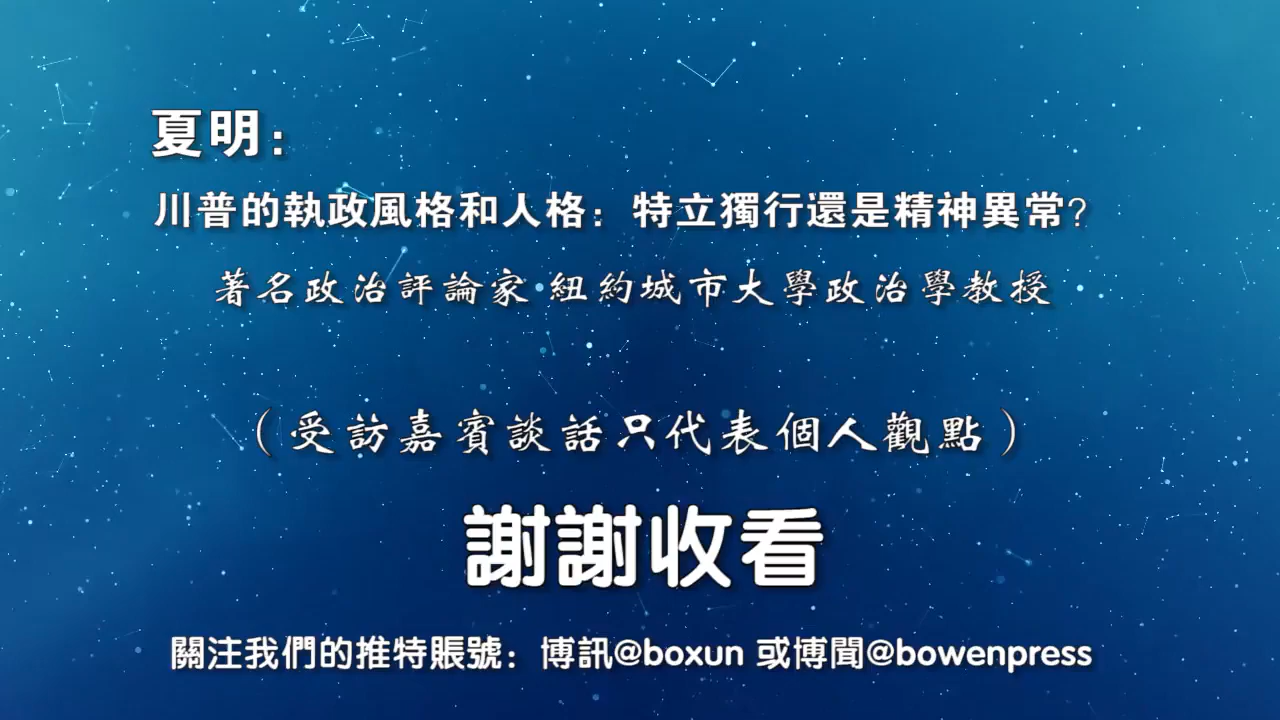 夏明：
川普的執政風格和人格：特立獨行還是精神異常?
著名政治評論家 紐約城市大學政治學教授
（受訪嘉賓談話只代表個人觀點）
謝謝收看
關注我們的推特賬號：博訊@boxun 或博聞@bowenpress